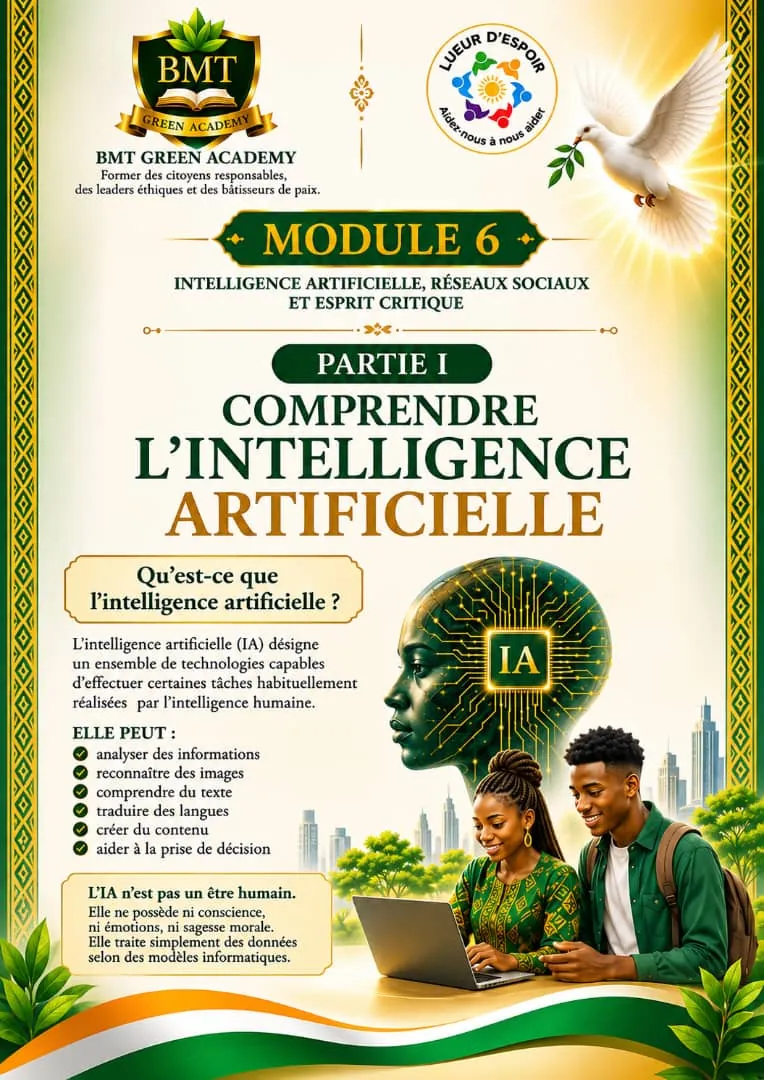 BMT
GREEN ACADEMY
BMT GREEN ACADEMY
Former des citoyens responsables,
des leaders éthiques et des bâtisseurs de paix.
LUEUR D'ESPOIR
Aidez-nous à nous aider
MODULE 6
INTELLIGENCE ARTIFICIELLE, RÉSEAUX SOCIAUX
ET ESPRIT CRITIQUE
PARTIE I
COMPRENDRE
L'INTELLIGENCE
ARTIFICIELLE
Qu'est-ce que
l'intelligence artificielle ?
L'intelligence artificielle (IA) désigne
un ensemble de technologies capables
d'effectuer certaines tâches habituellement
réalisées par l'intelligence humaine.
ELLE PEUT :
analyser des informations
reconnaître des images
comprendre du texte
traduire des langues
créer du contenu
aider à la prise de décision
IA
L'IA n'est pas un être humain.
Elle ne possède ni conscience,
ni émotions, ni sagesse morale.
Elle traite simplement des données
selon des modèles informatiques.